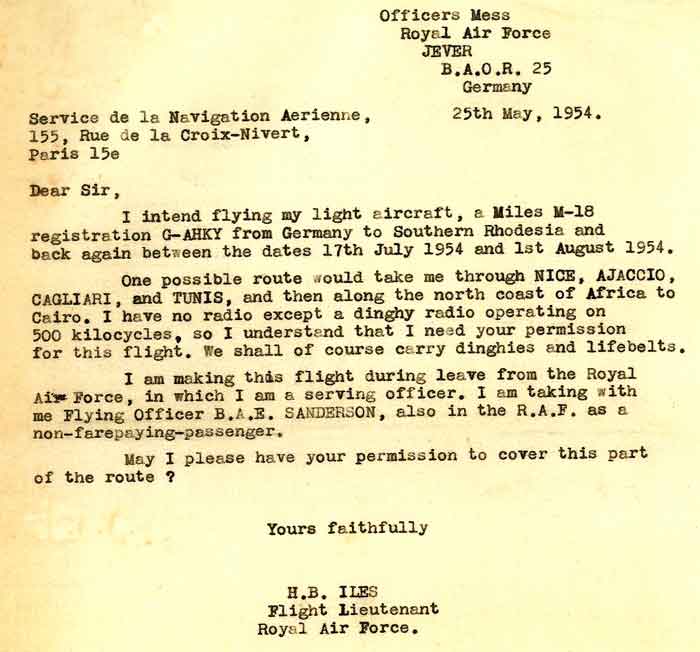 Officers Mess
Royal Air Force
JEVER
B.A.O.R. 25
Germany
Service de la Navigation Aerienne,
25th May, 1954.
155, Rue de la Croix-Nivert,
Paris 15e
Dear Sir,
I intend flying my light aircraft, a Miles M-18
registration G-AHKY from Germany to Southern Rhodesia and
back again between the dates 17th July 1954 and 1st August 1954.
One possible route would take me through NICE, AJACCIO,
CAGLIARI, and TUNIS, and then along the north coast of Africa to
Cairo. I have no radio except a dinghy radio operating on
500 kilocycles, so I understand that I need your permission
for this flight. We shall of course carry dinghies and lifebelts.
I am making this flight during leave from the Royal
Air Force, in which I am a serving officer. I am taking with
me Flying Officer B.A.E. SANDERSON, also in the R.A.F. as a
non-farepaying-passenger.
May I please have your permission to cover this part
of the route ?
Yours faithfully
H.B. ILES
Flight Lieutenant
Royal Air Force.